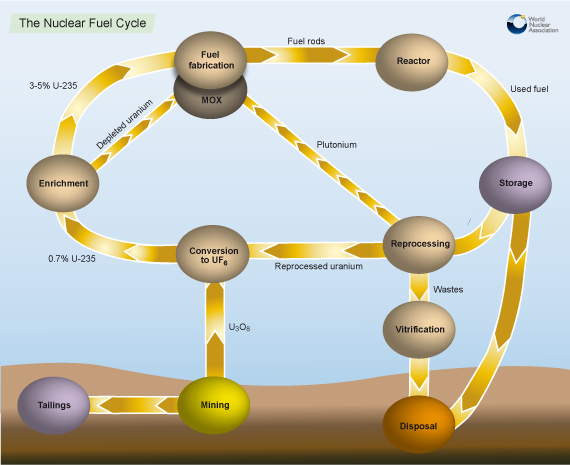 The Nuclear Fuel Cycle
World
Nuclear
Association
Fuel
fabrication
MOX
Fuel rods
Reactor
3-5% U-235
Used fuel
Depleted uranium
Plutonium
Enrichment
Storage
0.7% U-235
Conversion
to UF₆
Reprocessed uranium
Reprocessing
Wastes
U₃O₈
Vitrification
Tailings
Mining
Disposal